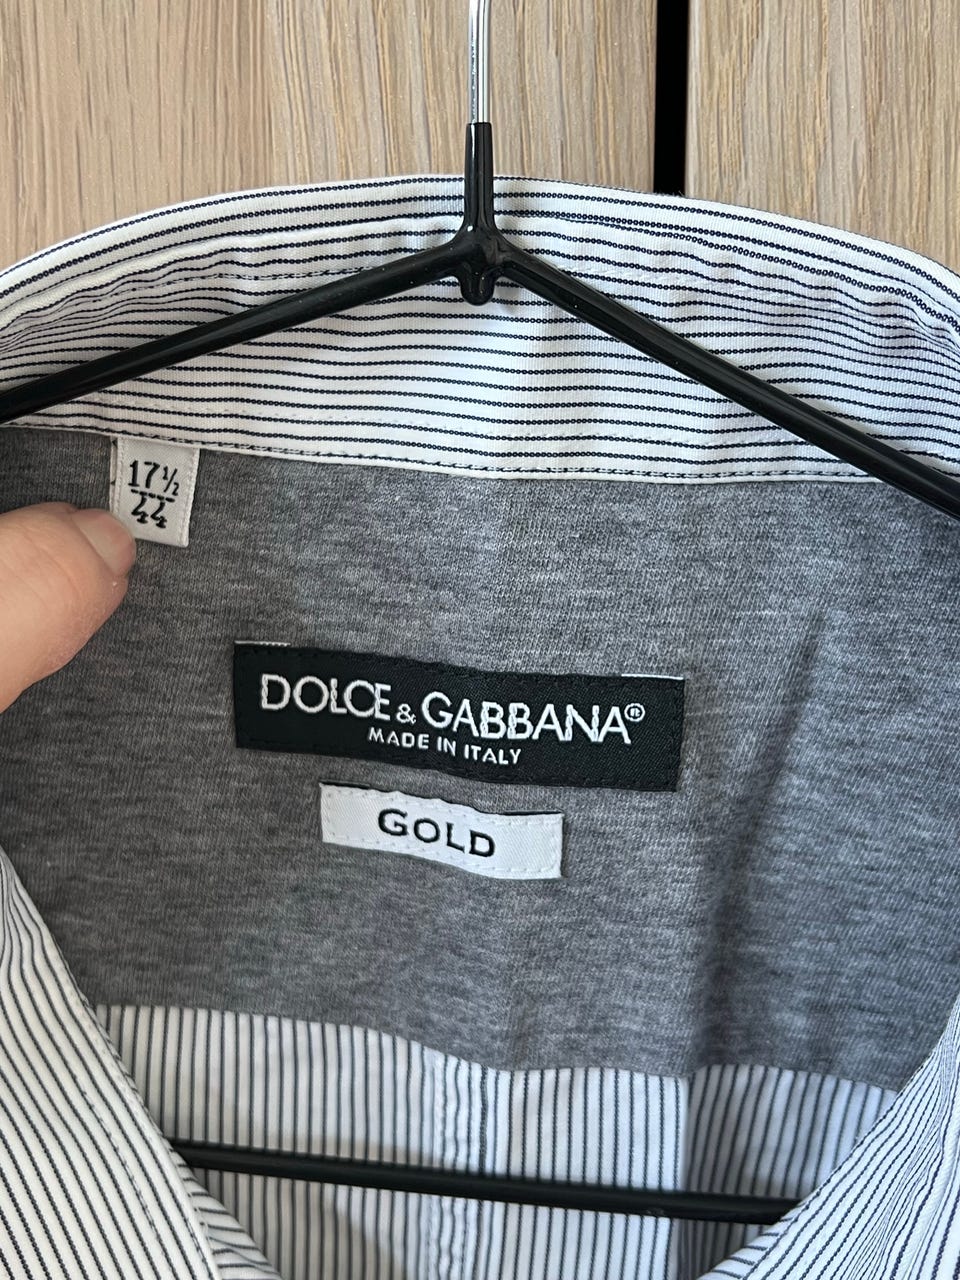 17½
44
DOLCE & GABBANA®
MADE IN ITALY
GOLD